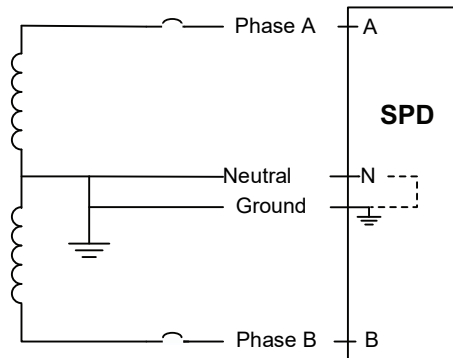 Phase A A
SPD
Neutral N
Ground
Phase B B